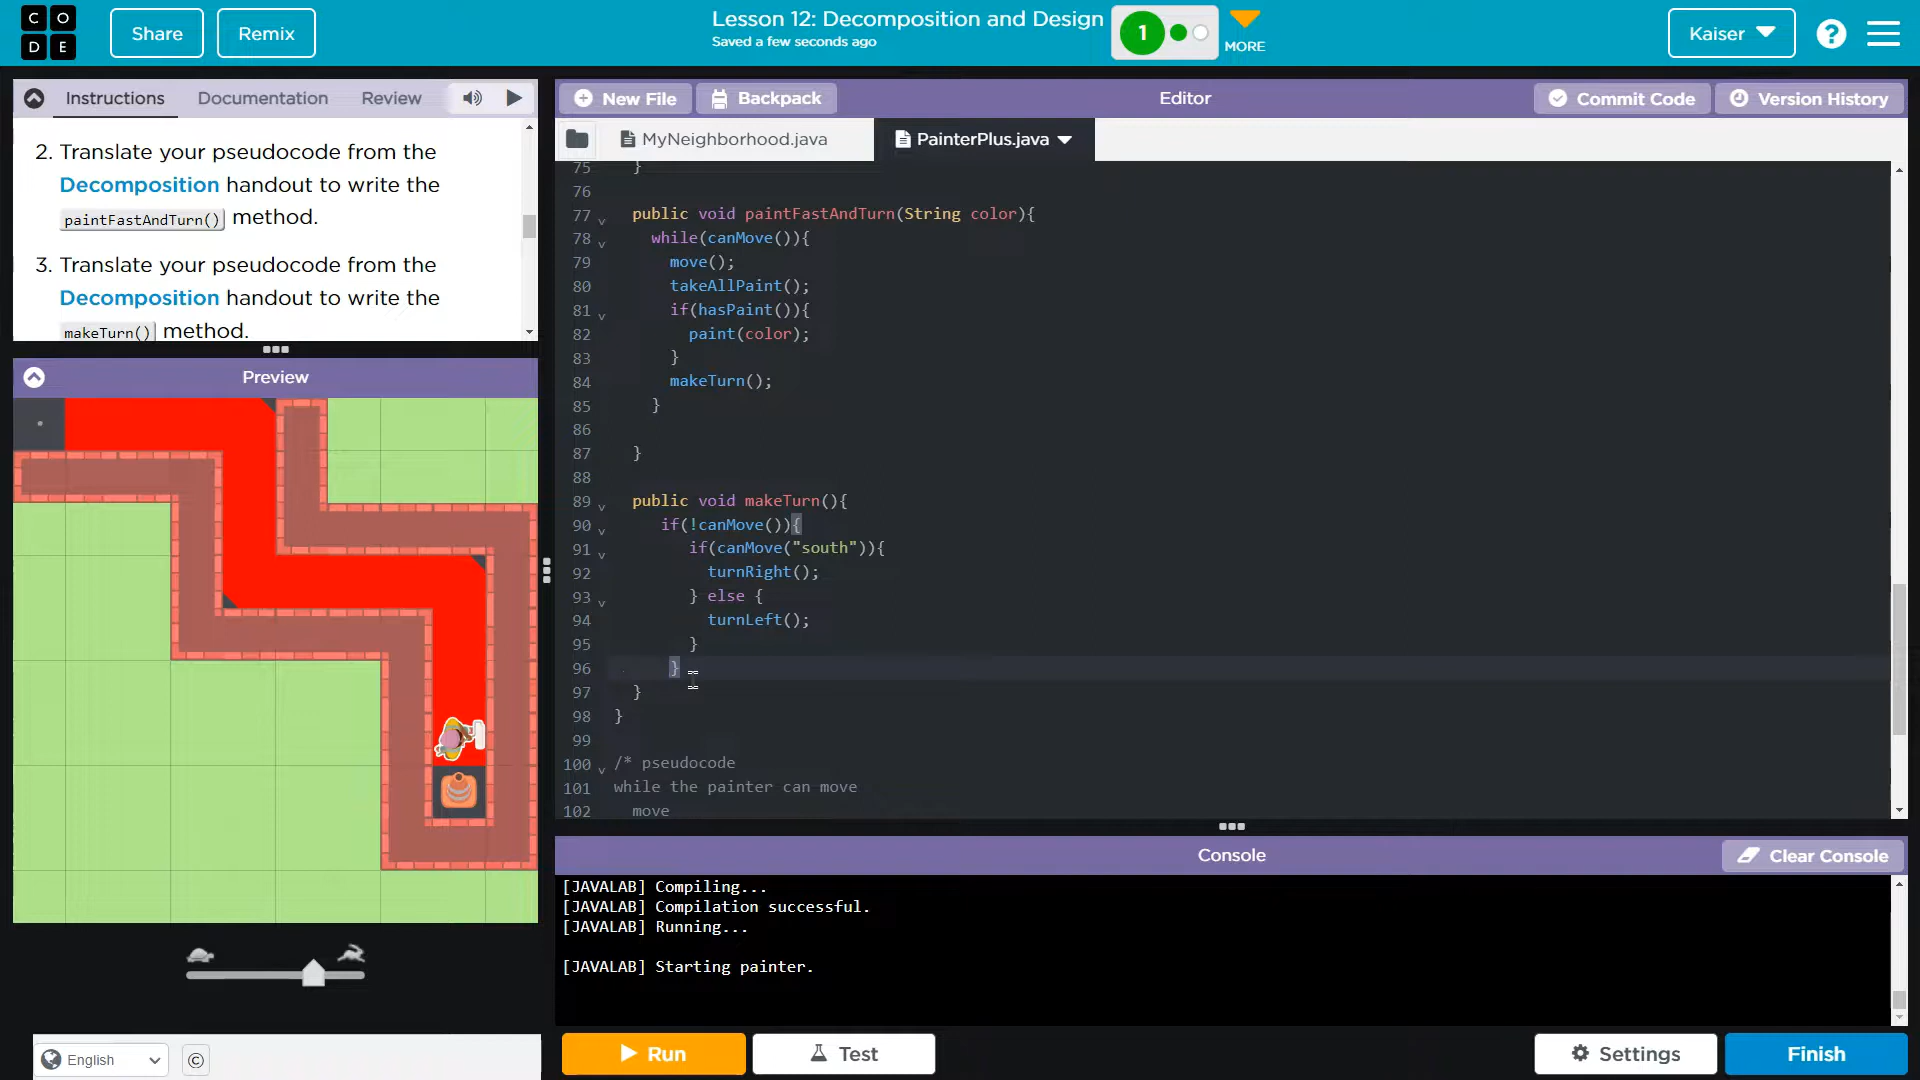 C O
D E
Share
Remix
Lesson 12: Decomposition and Design
Saved a few seconds ago
1
MORE
Kaiser
?
Instructions
Documentation
Review
New File
Backpack
Editor
Commit Code
Version History
MyNeighborhood.java
PainterPlus.java
2. Translate your pseudocode from the
Decomposition handout to write the
paintFastAndTurn() method.
3. Translate your pseudocode from the
Decomposition handout to write the
makeTurn() method.
Preview
75 }
76
77 public void paintFastAndTurn(String color){
78 while(canMove()){
79 move();
80 takeAllPaint();
81 if(hasPaint()){
82 paint(color);
83 }
84 makeTurn();
85 }
86
87 }
88
89 public void makeTurn(){
90 if(!canMove()){
91 if(canMove("south")){
92 turnRight();
93 } else {
94 turnLeft();
95 }
96 }
97 }
98 }
99
100 /* pseudocode
101 while the painter can move
102 move
Console
Clear Console
[JAVALAB] Compiling...
[JAVALAB] Compilation successful.
[JAVALAB] Running...
[JAVALAB] Starting painter.
English
©
Run
Test
Settings
Finish